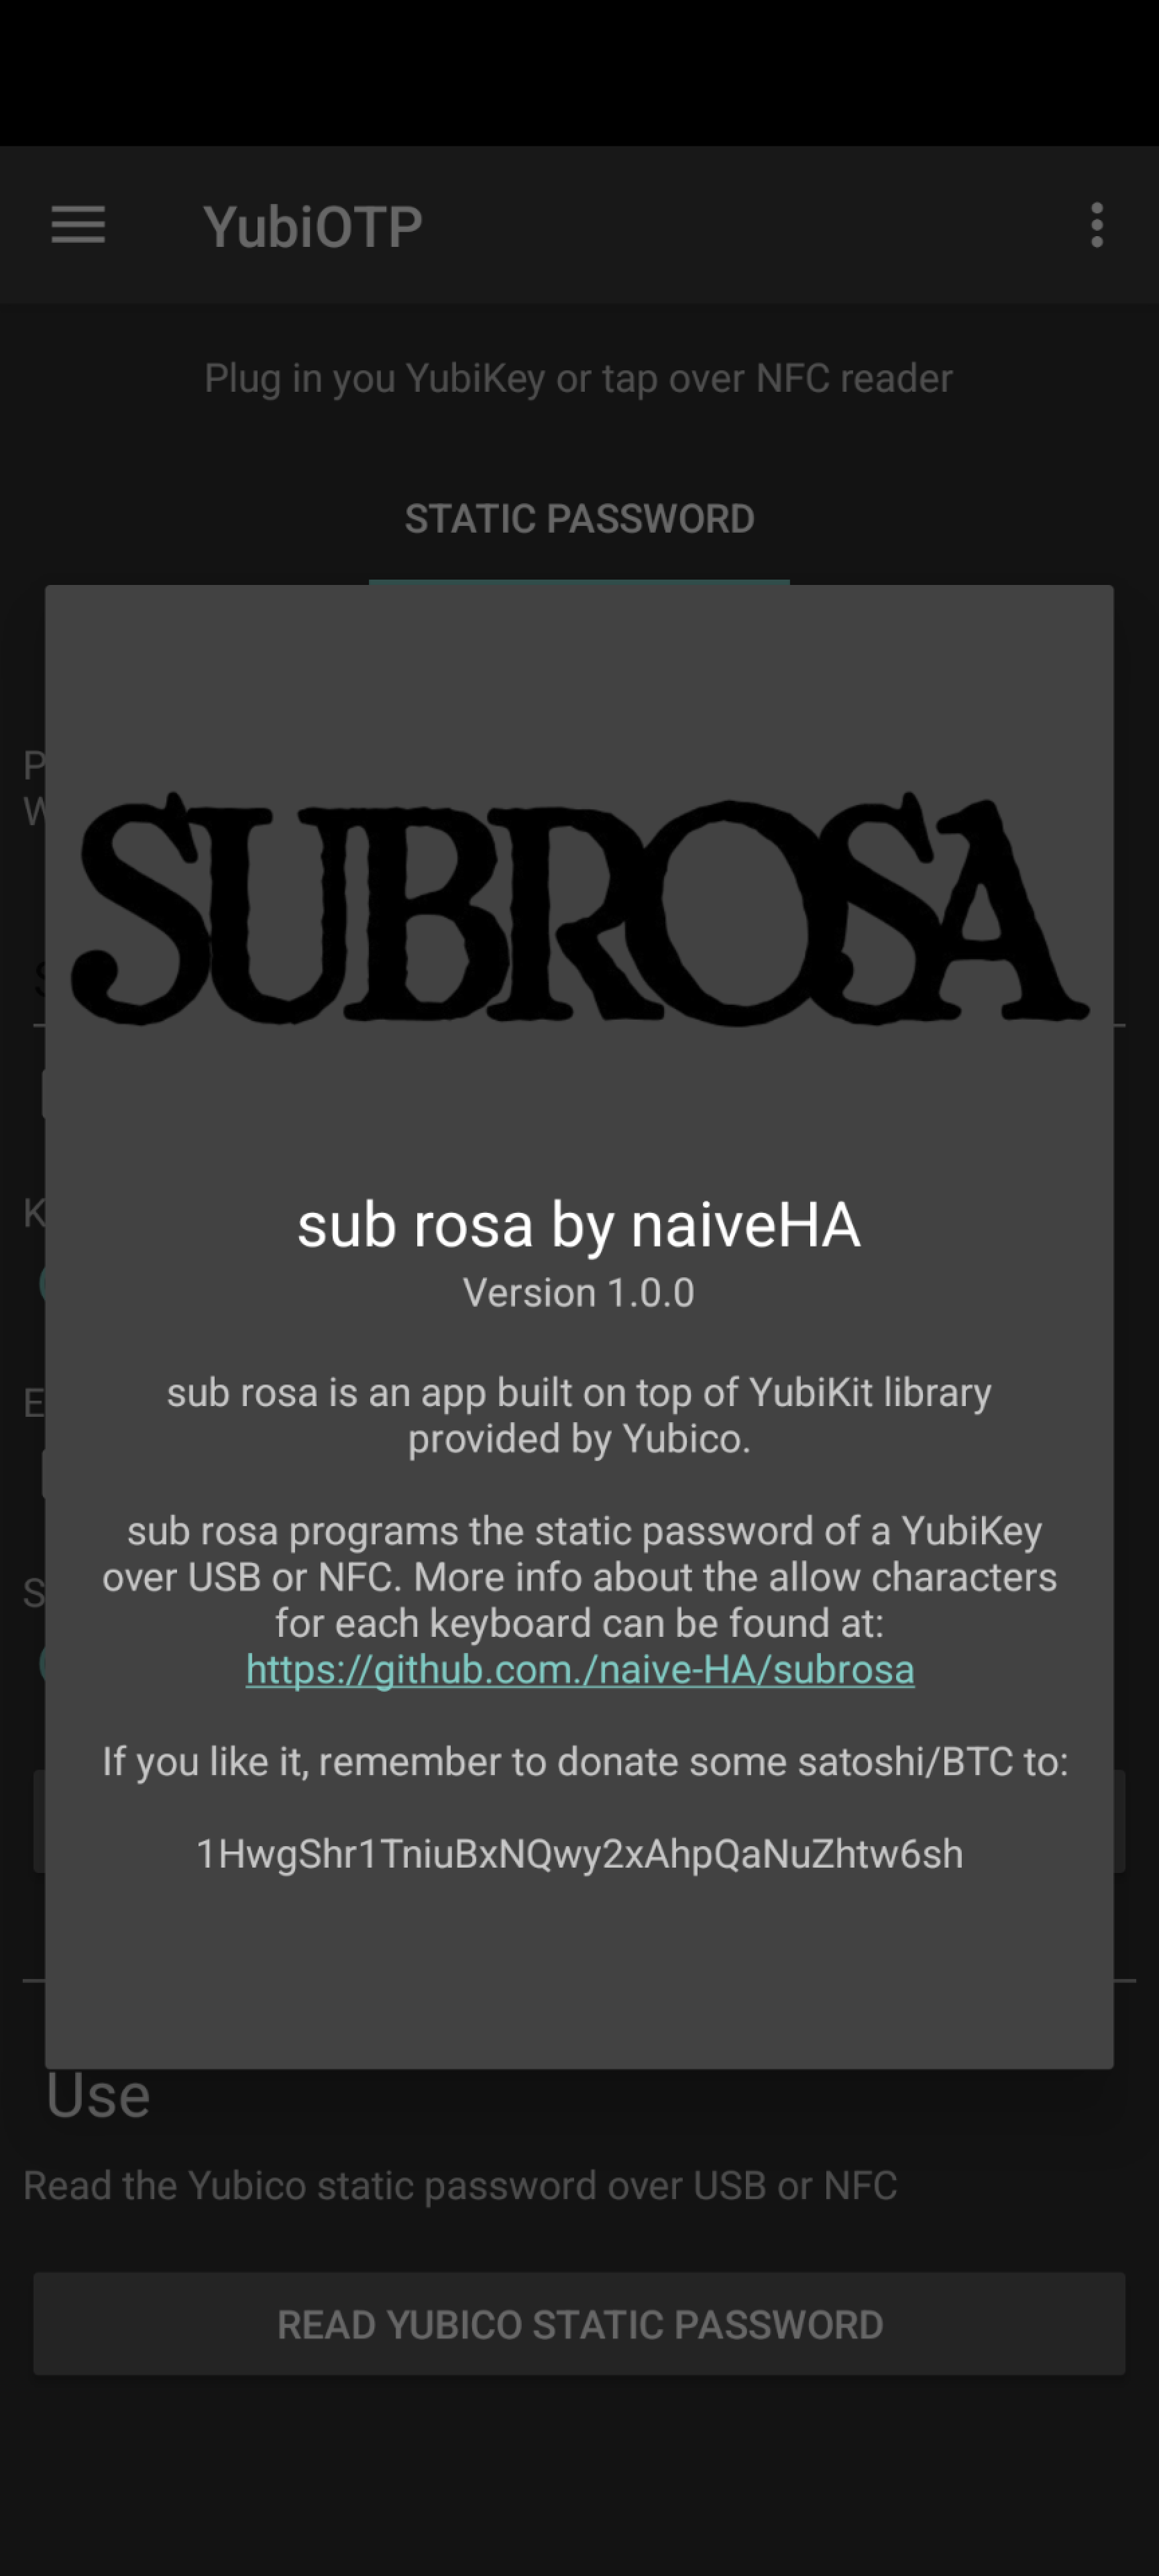 YubiOTP
Plug in you YubiKey or tap over NFC reader
STATIC PASSWORD
P
W
SUBROSA
S
K
sub rosa by naiveHA
Version 1.0.0
E
sub rosa is an app built on top of YubiKit library
provided by Yubico.
sub rosa programs the static password of a YubiKey
over USB or NFC. More info about the allow characters
S
for each keyboard can be found at:
https://github.com./naive-HA/subrosa
If you like it, remember to donate some satoshi/BTC to:
1HwgShr1TniuBxNQwy2xAhpQaNuZhtw6sh
Use
Read the Yubico static password over USB or NFC
READ YUBICO STATIC PASSWORD